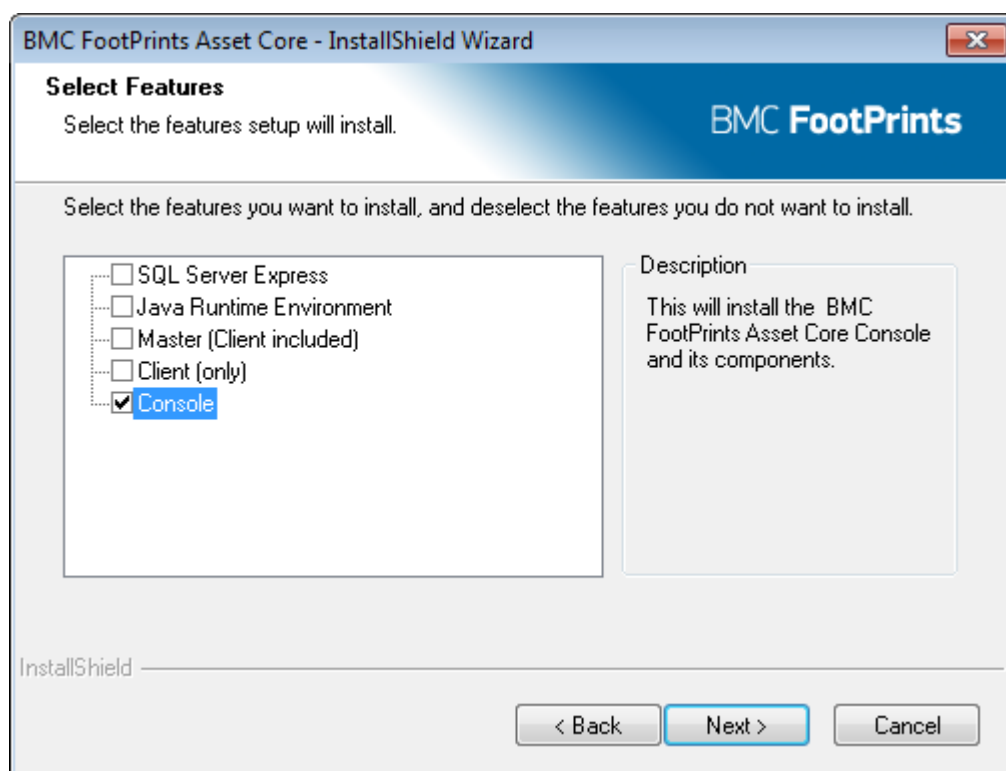 BMC FootPrints Asset Core - InstallShield Wizard
Select Features
Select the features setup will install.
BMC FootPrints
Select the features you want to install, and deselect the features you do not want to install.
SQL Server Express
Java Runtime Environment
Master (Client included)
Client (only)
Console
Description
This will install the BMC
FootPrints Asset Core Console
and its components.
InstallShield
< Back
Next >
Cancel